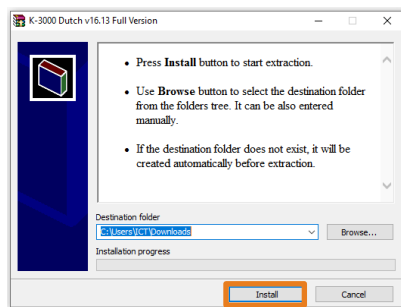 K-3000 Dutch v16.13 Full Version
• Press Install button to start extraction.
• Use Browse button to select the destination folder
from the folders tree. It can be also entered
manually.
• If the destination folder does not exist, it will be
created automatically before extraction.
Destination folder
C:\Users\ICT\Downloads
Browse...
Installation progress
Install
Cancel